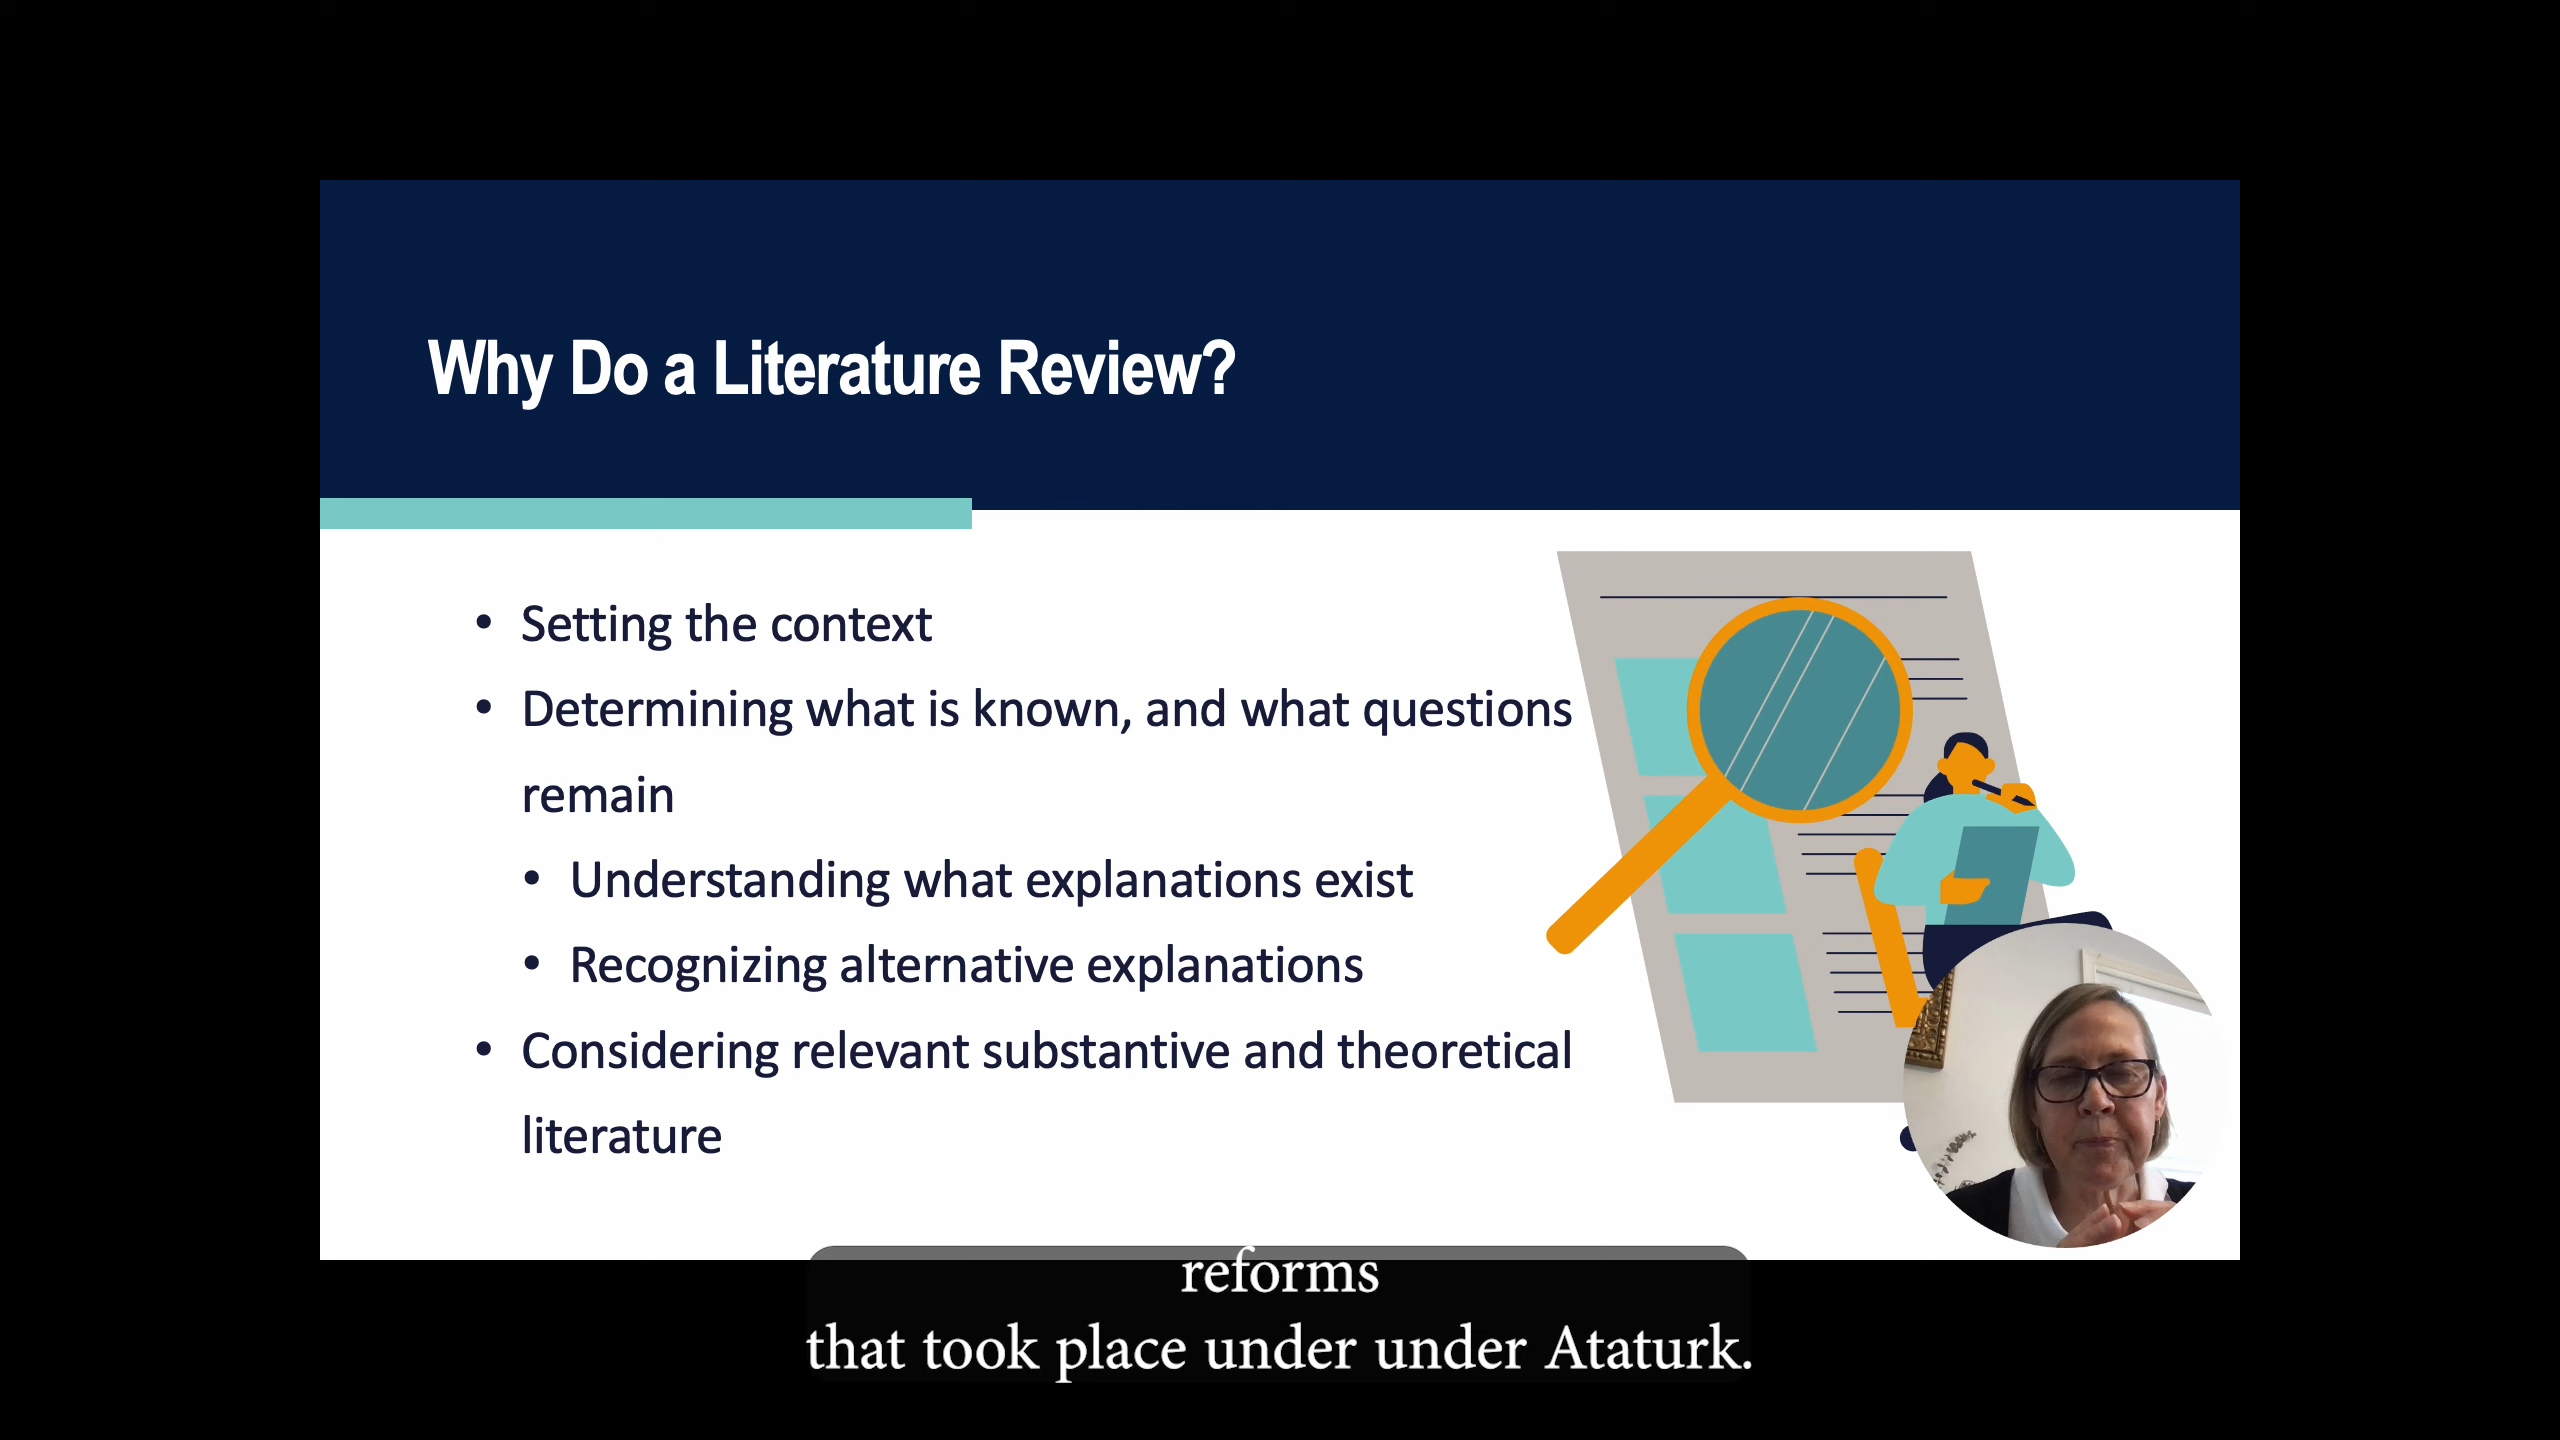 Why Do a Literature Review?
• Setting the context
• Determining what is known, and what questions
remain
• Understanding what explanations exist
• Recognizing alternative explanations
• Considering relevant substantive and theoretical
literature
reforms
that took place under under Ataturk.